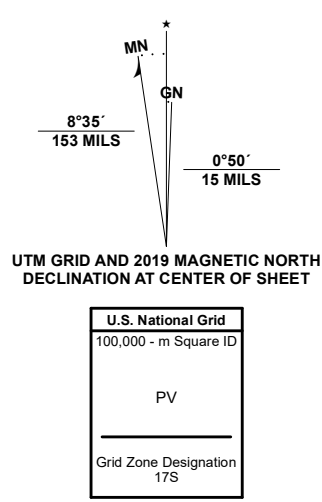 MN
GN
8°35´
153 MILS
0°50´
15 MILS
UTM GRID AND 2019 MAGNETIC NORTH
DECLINATION AT CENTER OF SHEET
U.S. National Grid
100,000 - m Square ID
PV
Grid Zone Designation
17S